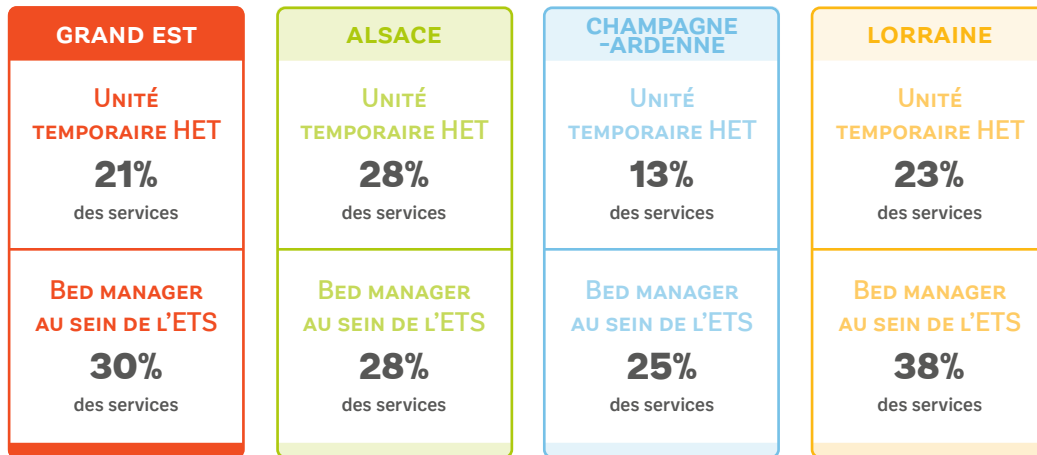 GRAND EST
UNITÉ
TEMPORAIRE HET
21%
des services
BED MANAGER
AU SEIN DE L'ETS
30%
des services
ALSACE
UNITÉ
TEMPORAIRE HET
28%
des services
BED MANAGER
AU SEIN DE L'ETS
28%
des services
CHAMPAGNE
-ARDENNE
UNITÉ
TEMPORAIRE HET
13%
des services
BED MANAGER
AU SEIN DE L'ETS
25%
des services
LORRAINE
UNITÉ
TEMPORAIRE HET
23%
des services
BED MANAGER
AU SEIN DE L'ETS
38%
des services